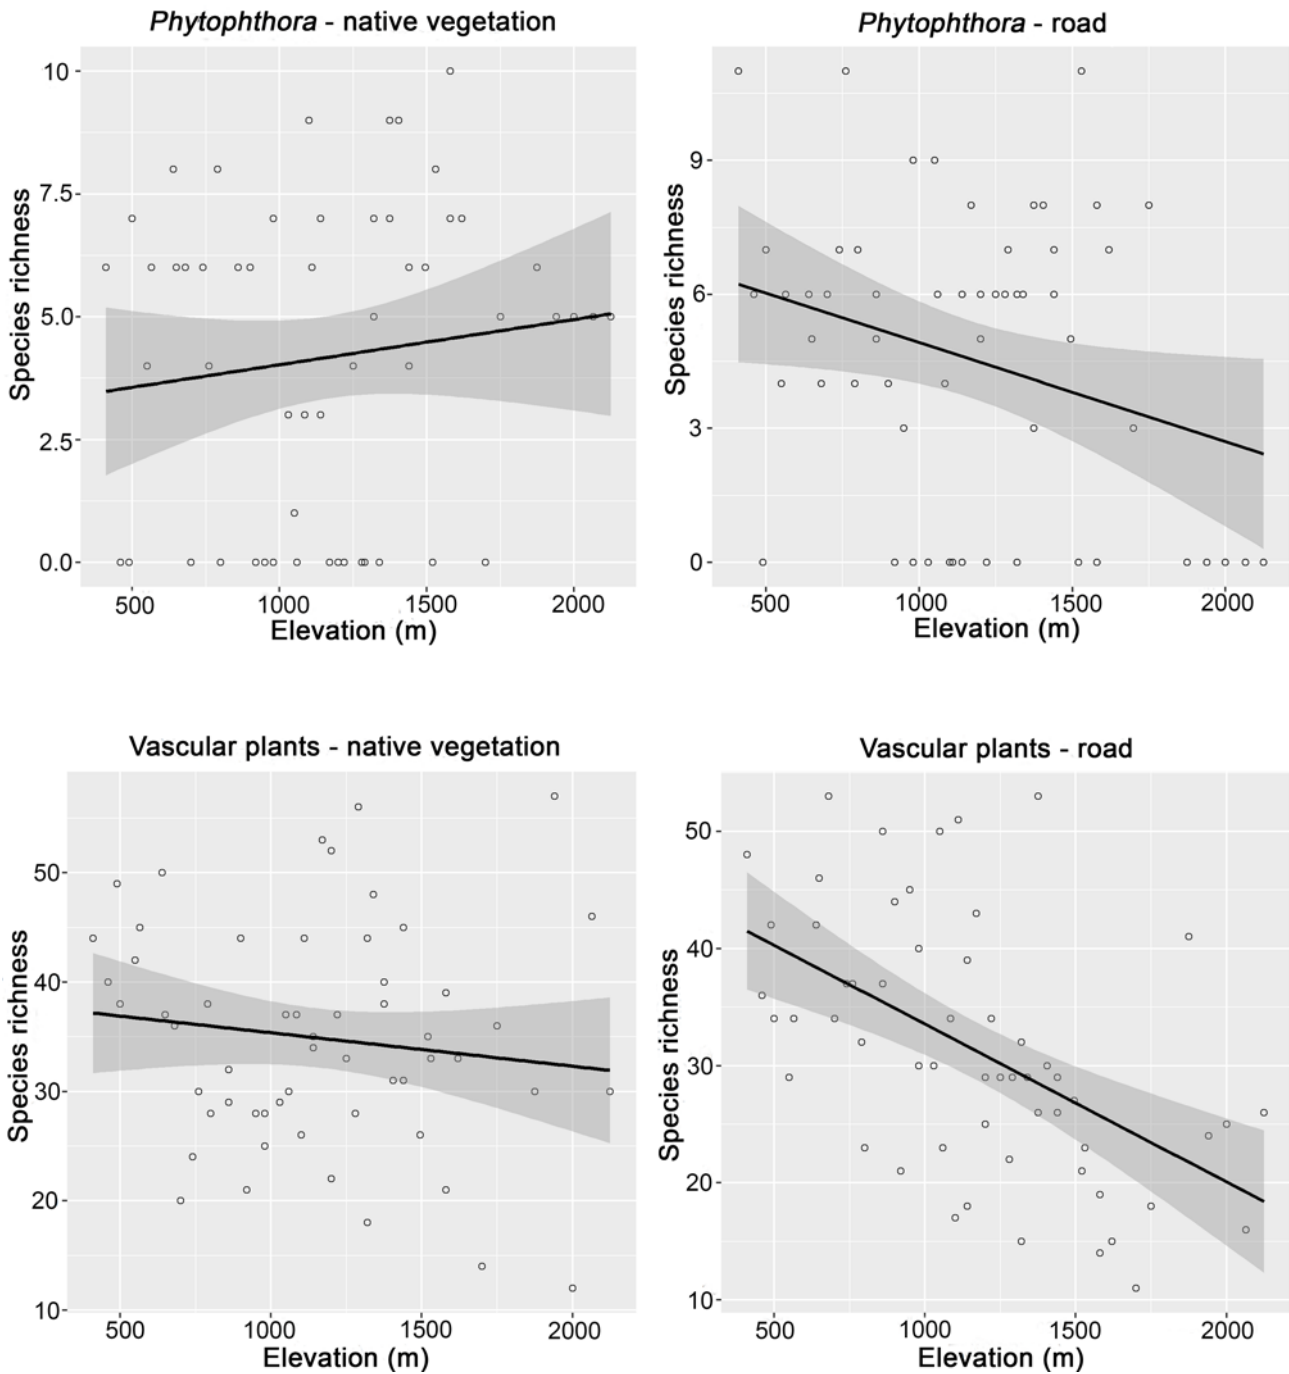 Phytophthora - native vegetation
10
7.5
5.0
2.5
0.0
Species richness
500 1000 1500 2000
Elevation (m)
Phytophthora - road
9
6
3
0
Species richness
500 1000 1500 2000
Elevation (m)
Vascular plants - native vegetation
50
40
30
20
10
Species richness
500 1000 1500 2000
Elevation (m)
Vascular plants - road
50
40
30
20
10
Species richness
500 1000 1500 2000
Elevation (m)